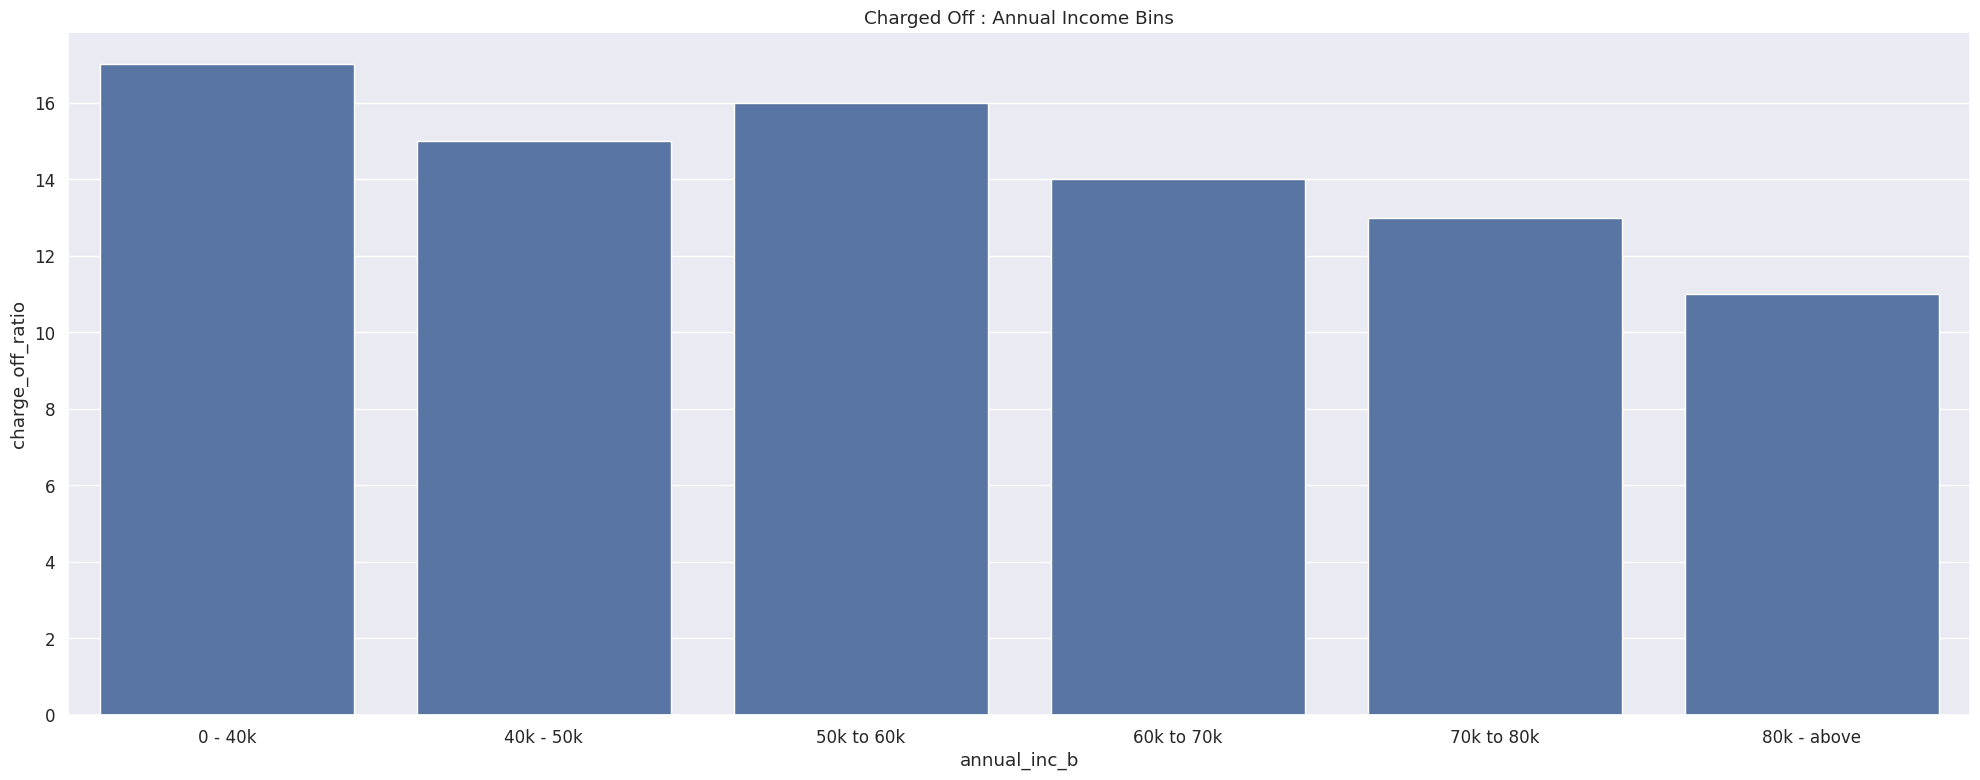 Charged Off : Annual Income Bins
charge_off_ratio
16
14
12
10
8
6
4
2
0
0 - 40k
40k - 50k
50k to 60k
60k to 70k
70k to 80k
80k - above
annual_inc_b